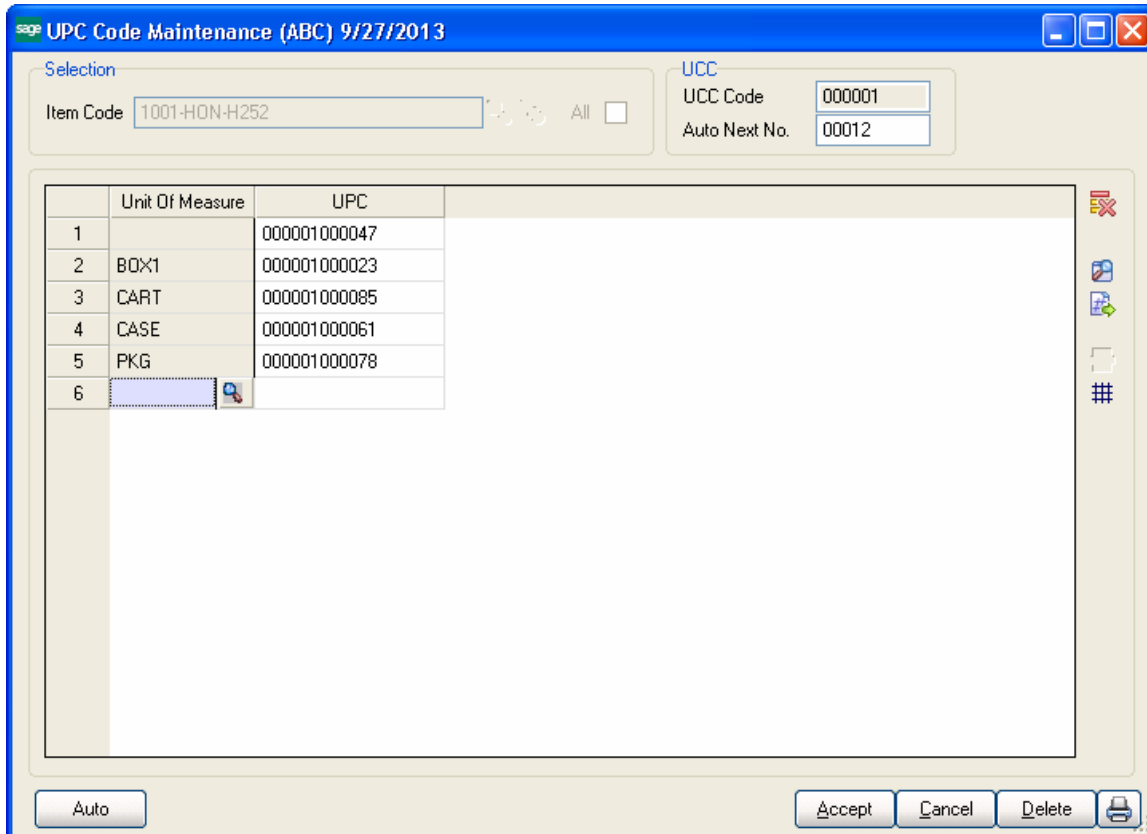 sage UPC Code Maintenance (ABC) 9/27/2013
Selection
Item Code 1001-HON-H252 All
UCC
UCC Code 000001
Auto Next No. 00012
Unit Of Measure UPC
1 000001000047
2 BOX1 000001000023
3 CART 000001000085
4 CASE 000001000061
5 PKG 000001000078
6
Auto Accept Cancel Delete